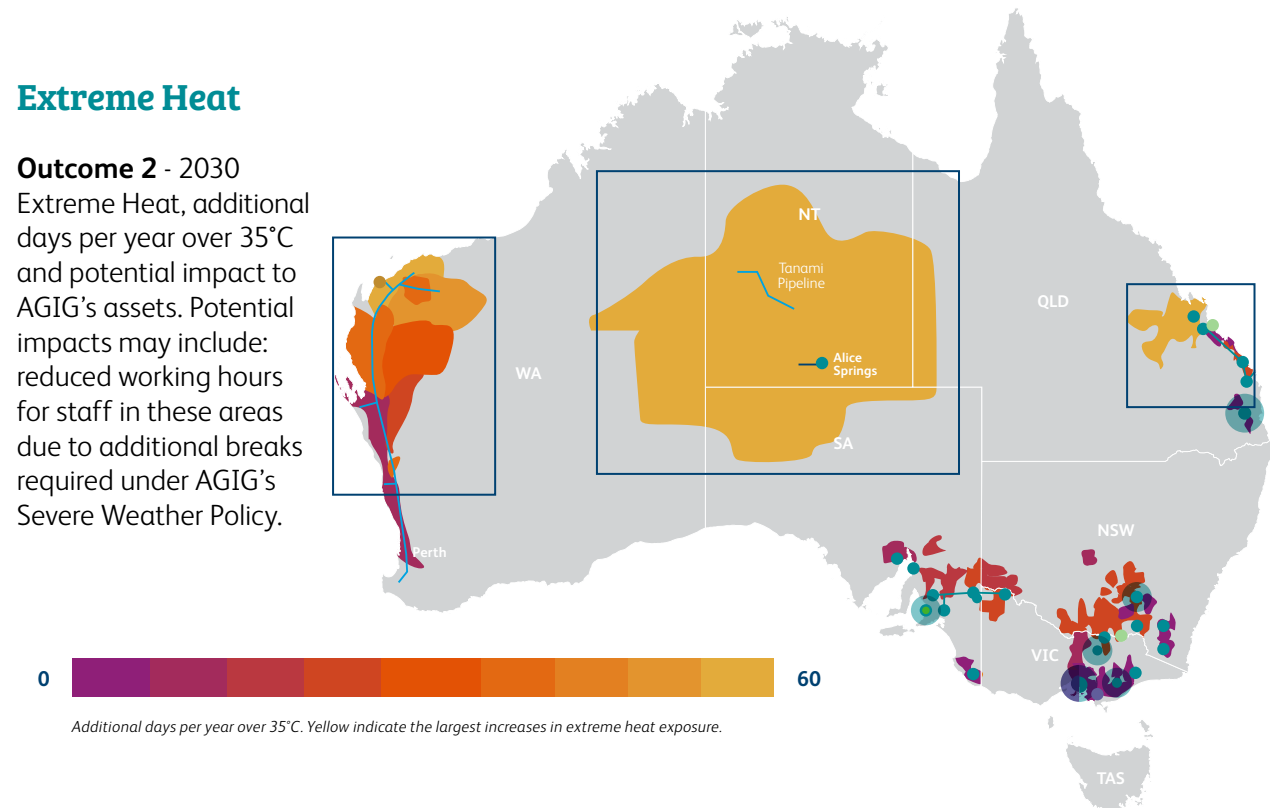 Extreme Heat
Outcome 2 - 2030
Extreme Heat, additional
days per year over 35°C
and potential impact to
AGIG's assets. Potential
impacts may include:
reduced working hours
for staff in these areas
due to additional breaks
required under AGIG's
Severe Weather Policy.
NT
Tanami
Pipeline
QLD
Alice
Springs
WA
SA
NSW
Perth
VIC
TAS
0
60
Additional days per year over 35°C. Yellow indicate the largest increases in extreme heat exposure.